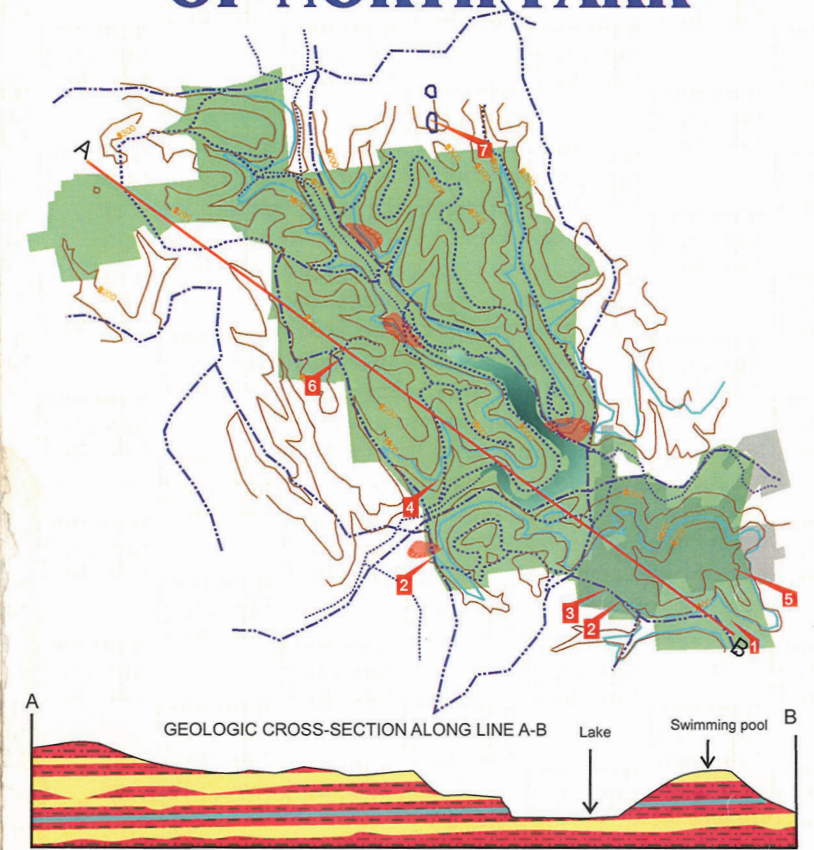 OF NORTH PARK
A
7
6
4
2
3
2
5
1
B
GEOLOGIC CROSS-SECTION ALONG LINE A-B
A
Lake
Swimming pool
B